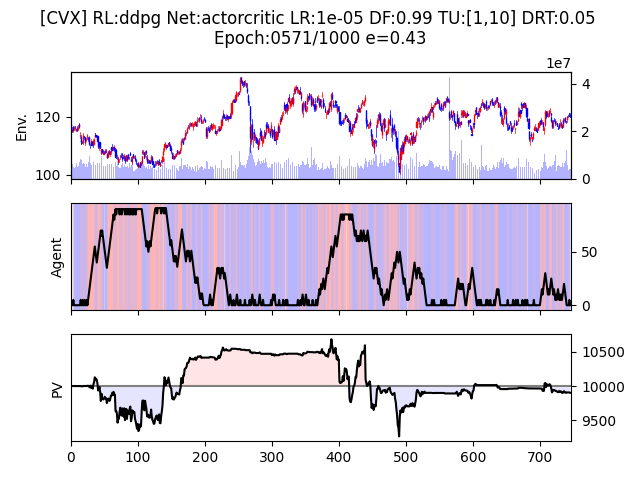 [CVX] RL:ddpg Net:actorcritic LR:1e-05 DF:0.99 TU:[1,10] DRT:0.05
Epoch:0571/1000 e=0.43
1e7
Env.
120
100
4
2
0
Agent
50
0
PV
10500
10000
9500
0 100 200 300 400 500 600 700